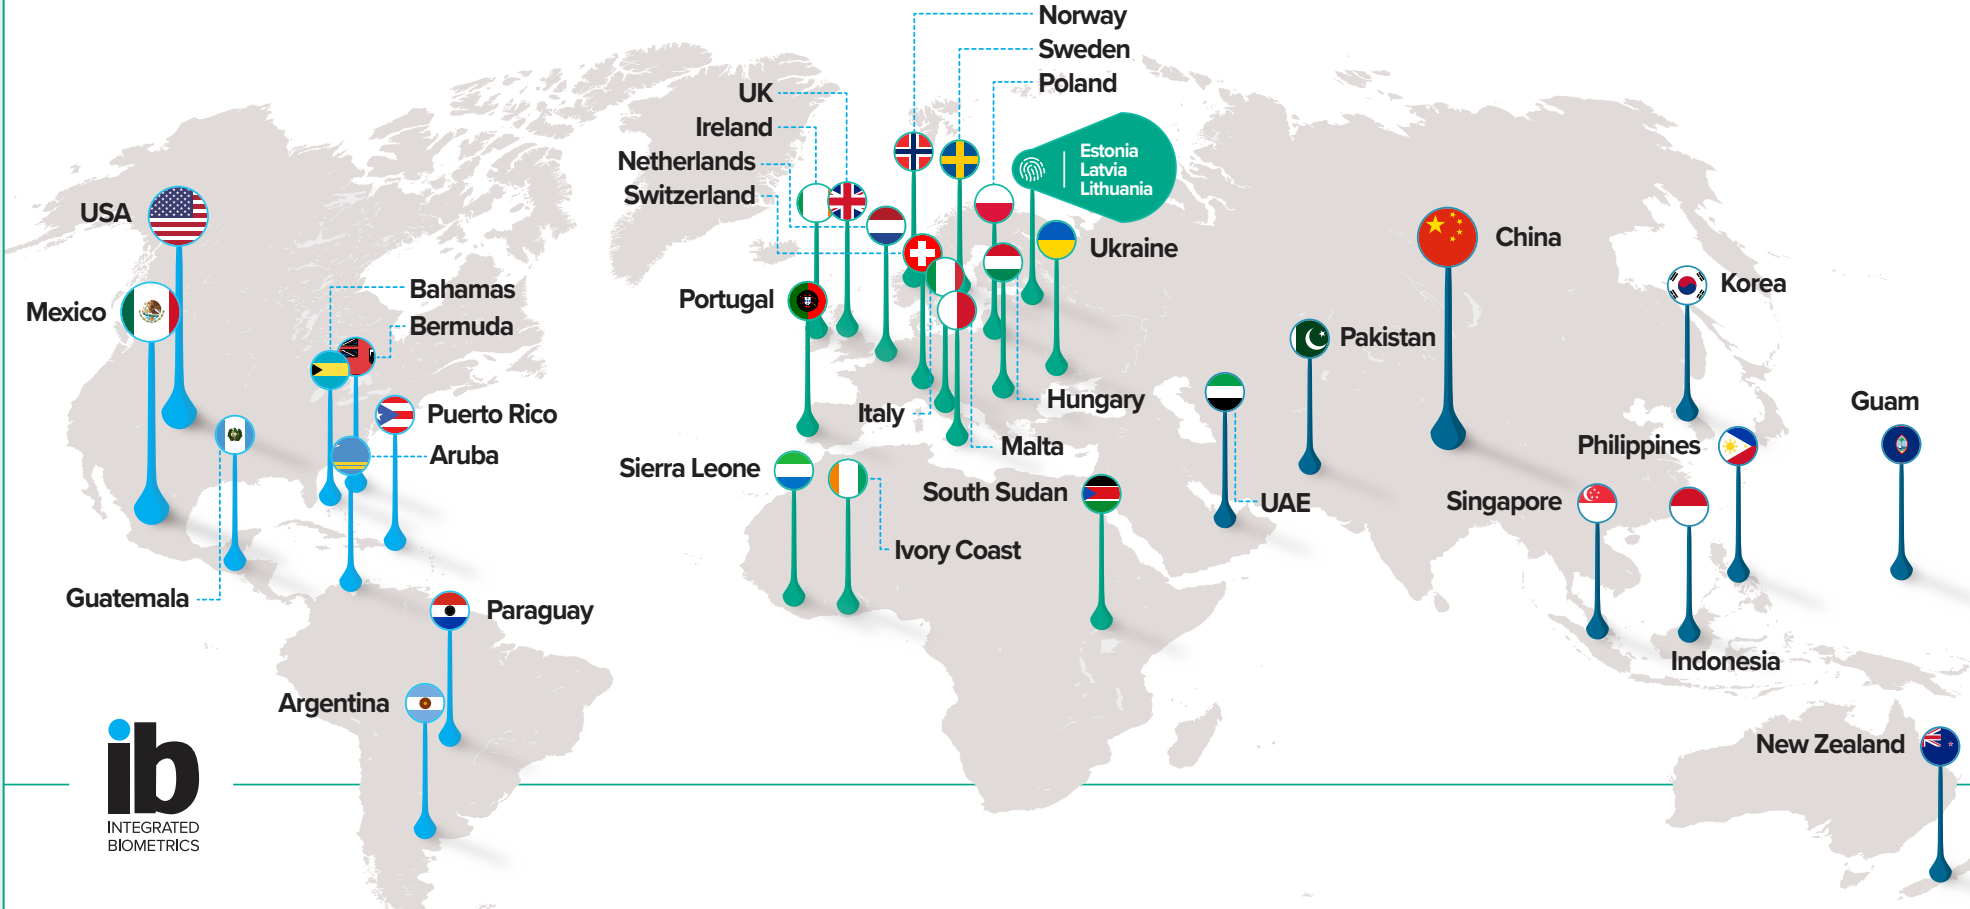 Norway
Sweden
Poland
UK
Ireland
Netherlands
Switzerland
Estonia
Latvia
Lithuania
USA
Ukraine
China
Korea
Portugal
Mexico
Bahamas
Bermuda
Pakistan
Puerto Rico
Italy
Hungary
Guam
Malta
Philippines
Aruba
Sierra Leone
South Sudan
UAE
Singapore
Ivory Coast
Guatemala
Paraguay
Indonesia
Argentina
New Zealand
ib
INTEGRATED
BIOMETRICS